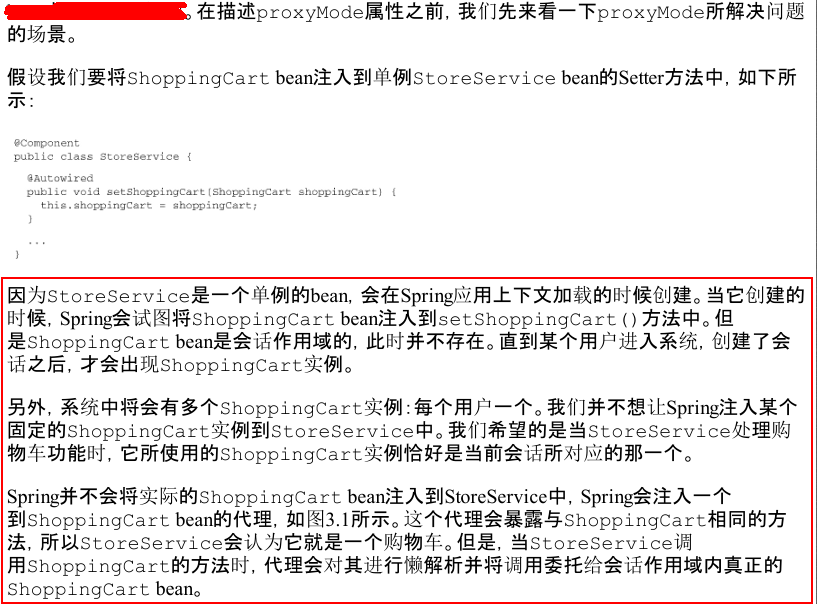 。在描述proxyMode属性之前，我们先来看一下proxyMode所解决问题
的场景。
假设我们要将ShoppingCart bean注入到单例StoreService bean的Setter方法中，如下所
示：
@Component
public class StoreService {
@Autowired
public void setShoppingCart(ShoppingCart shoppingCart) {
this.shoppingCart = shoppingCart;
}
...
}
因为StoreService是一个单例的bean，会在Spring应用上下文加载的时候创建。当它创建的
时候，Spring会试图将ShoppingCart bean注入到setShoppingCart()方法中。但
是ShoppingCart bean是会话作用域的，此时并不存在。直到某个用户进入系统，创建了会
话之后，才会出现ShoppingCart实例。
另外，系统中将会有多个ShoppingCart实例：每个用户一个。我们并不想让Spring注入某个
固定的ShoppingCart实例到StoreService中。我们希望的是当StoreService处理购
物车功能时，它所使用的ShoppingCart实例恰好是当前会话所对应的那一个。
Spring并不会将实际的ShoppingCart bean注入到StoreService中，Spring会注入一个
到ShoppingCart bean的代理，如图3.1所示。这个代理会暴露与ShoppingCart相同的方
法，所以StoreService会认为它就是一个购物车。但是，当StoreService调
用ShoppingCart的方法时，代理会对其进行懒解析并将调用委托给会话作用域内真正的
ShoppingCart bean。